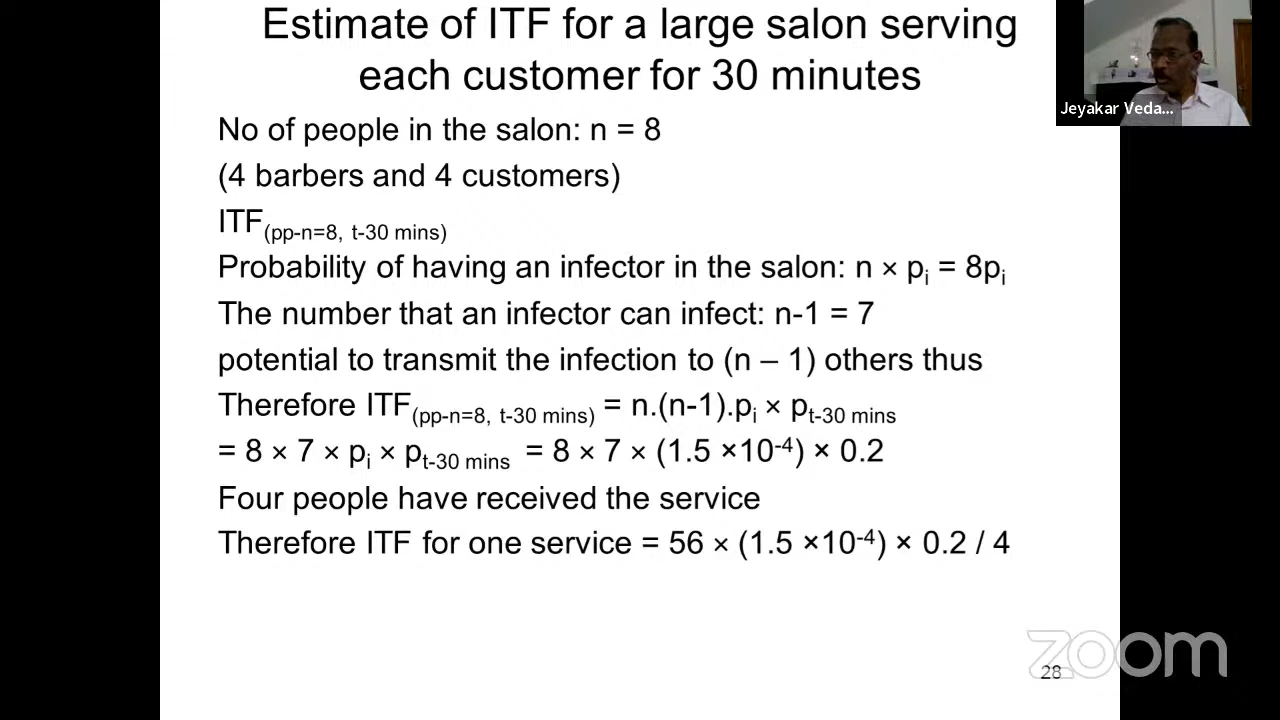 Estimate of ITF for a large salon serving
each customer for 30 minutes
Jeyakar Veda...
No of people in the salon: n = 8
(4 barbers and 4 customers)
ITF(pp-n=8, t-30 mins)
Probability of having an infector in the salon: n × pi = 8pi
The number that an infector can infect: n-1 = 7
potential to transmit the infection to (n – 1) others thus
Therefore ITF(pp-n=8, t-30 mins) = n.(n-1).pi × pt-30 mins
= 8 × 7 × pi × pt-30 mins = 8 × 7 × (1.5 ×10-4) × 0.2
Four people have received the service
Therefore ITF for one service = 56 × (1.5 ×10-4) × 0.2 / 4
zoom
28